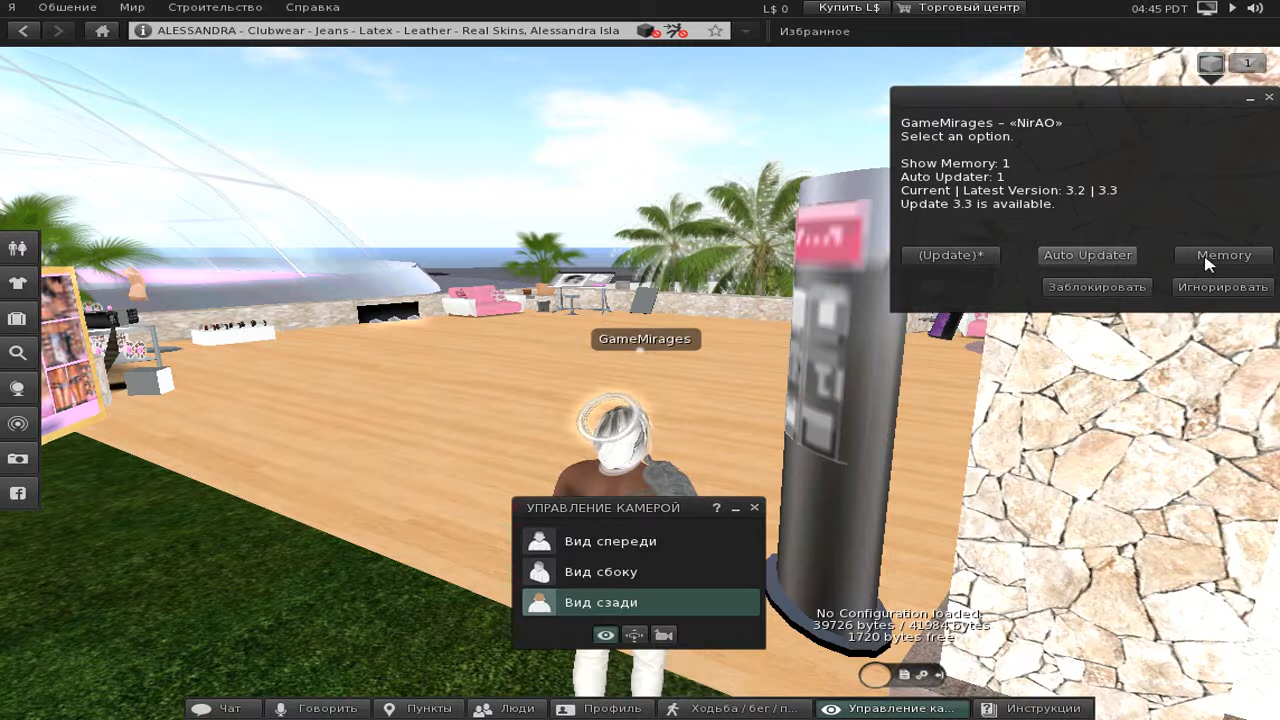 Я Общение Мир Строительство Справка L$ 0 Купить L$ Торговый центр 04:45 PDT
ALESSANDRA - Clubwear - Jeans - Latex - Leather - Real Skins, Alessandra Isla Избранное
1
GameMirages – «NirAO»
Select an option.
Show Memory: 1
Auto Updater: 1
Current | Latest Version: 3.2 | 3.3
Update 3.3 is available.
(Update)* Auto Updater Memory
Заблокировать Игнорировать
GameMirages
УПРАВЛЕНИЕ КАМЕРОЙ ?
Вид спереди
Вид сбоку
Вид сзади
No Configuration loaded.
39726 bytes / 41984 bytes
1720 bytes free
Чат Говорить Пункты Люди Профиль Ходьба / бег / п... Управление ка... Инструкции